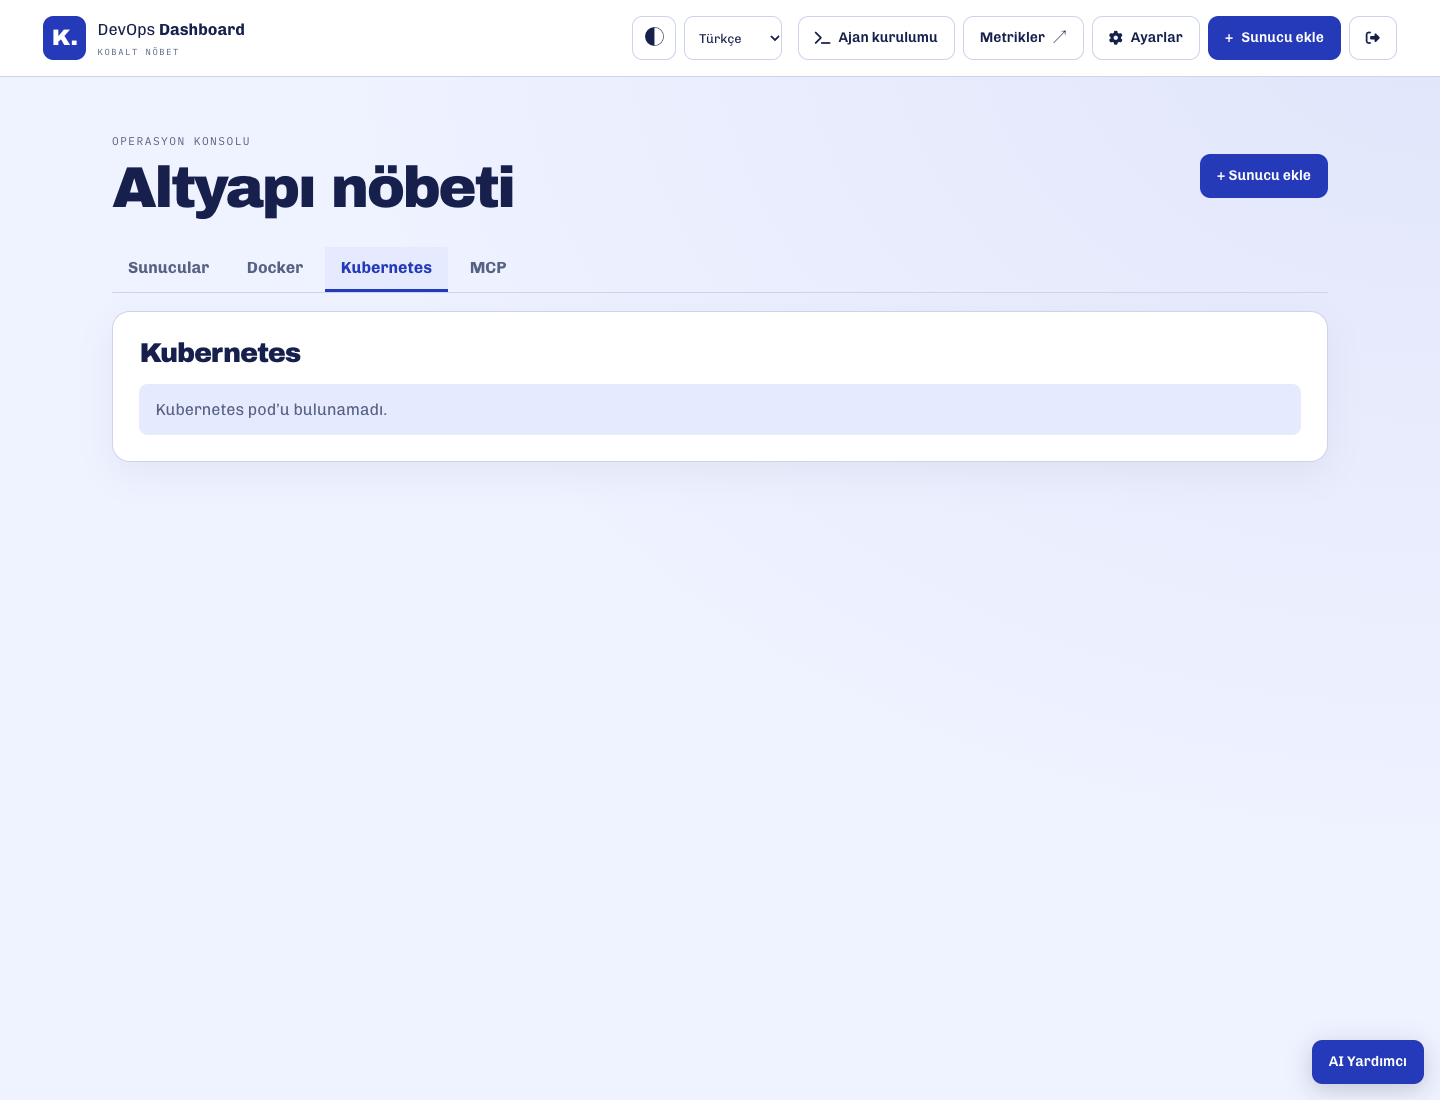 K.
DevOps Dashboard
KOBALT NÖBET
Türkçe
Ajan kurulumu
Metrikler ↗
Ayarlar
+ Sunucu ekle
OPERASYON KONSOLU
Altyapı nöbeti
+ Sunucu ekle
Sunucular
Docker
Kubernetes
MCP
Kubernetes
Kubernetes pod'u bulunamadı.
AI Yardımcı